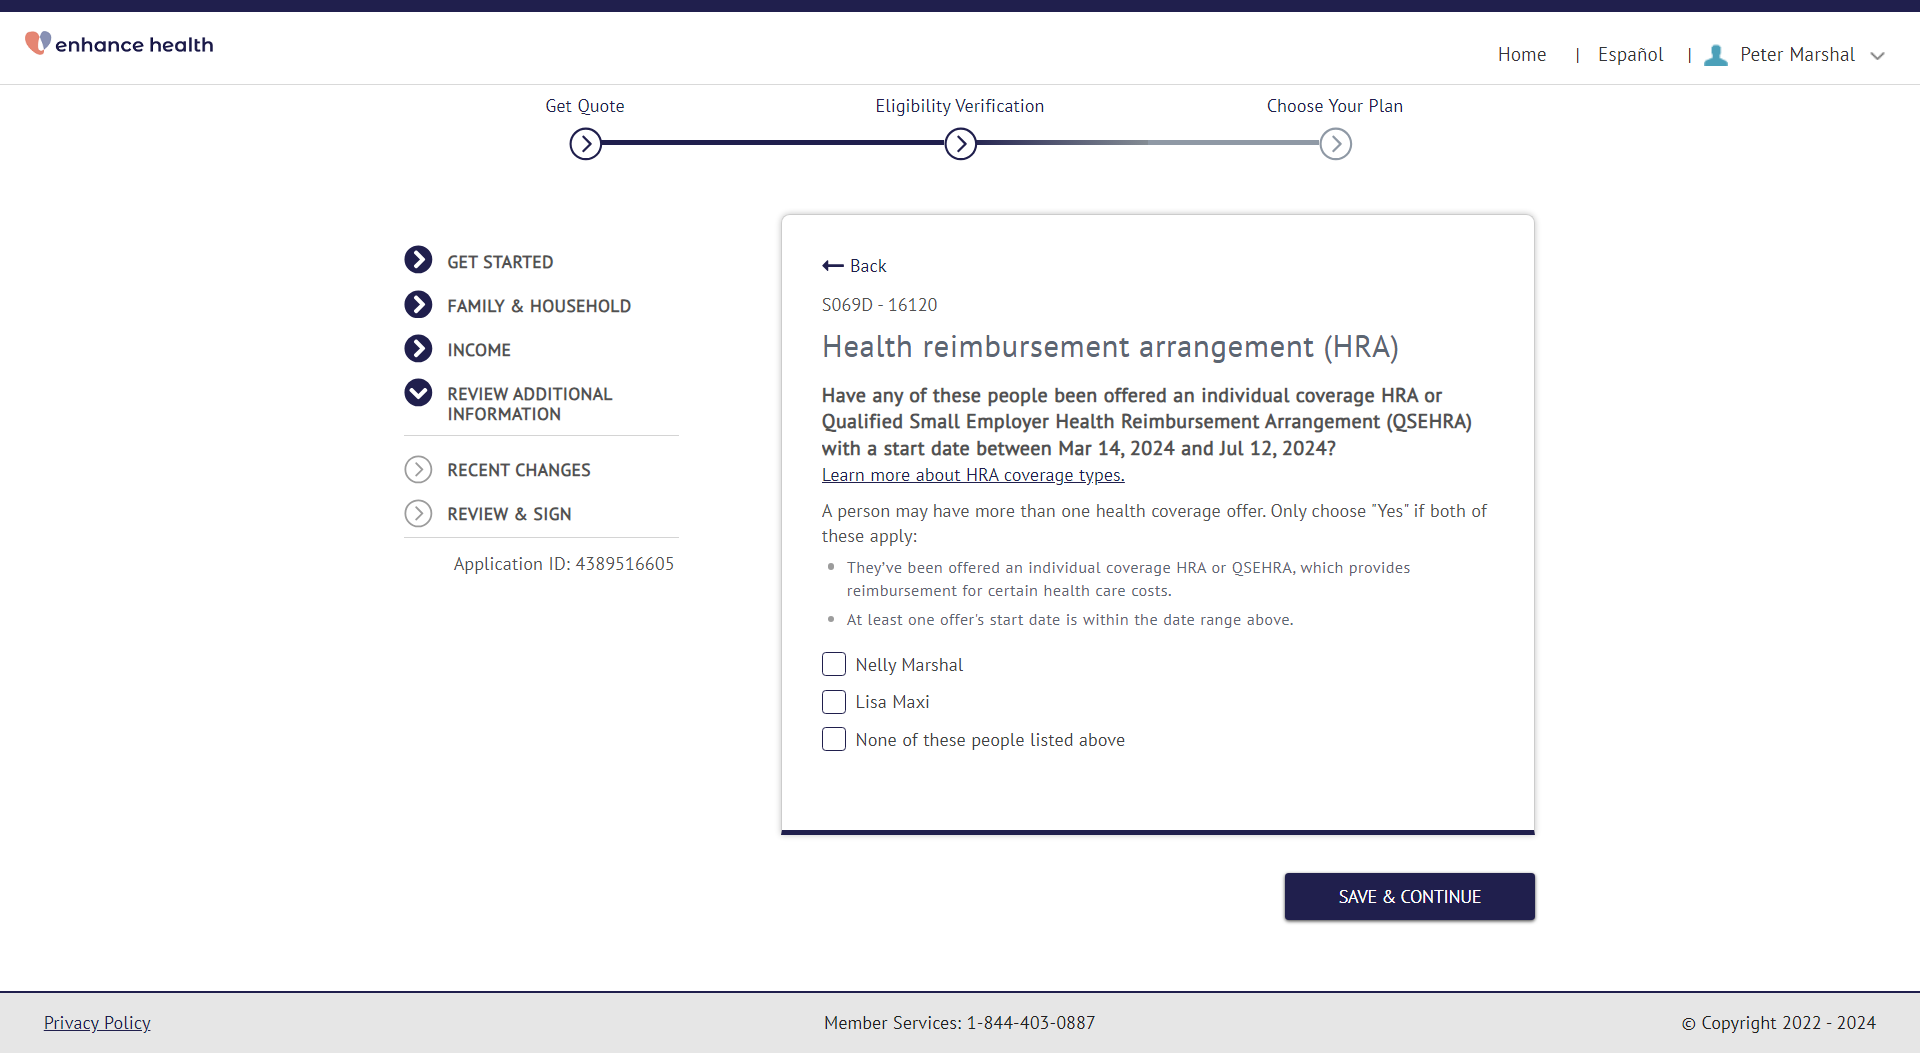 enhance health
Home | Español | Peter Marshal
Get Quote
Eligibility Verification
Choose Your Plan
GET STARTED
FAMILY & HOUSEHOLD
INCOME
REVIEW ADDITIONAL
INFORMATION
RECENT CHANGES
REVIEW & SIGN
Application ID: 4389516605
Back
S069D - 16120
Health reimbursement arrangement (HRA)
Have any of these people been offered an individual coverage HRA or
Qualified Small Employer Health Reimbursement Arrangement (QSEHRA)
with a start date between Mar 14, 2024 and Jul 12, 2024?
Learn more about HRA coverage types.
A person may have more than one health coverage offer. Only choose "Yes" if both of
these apply:
They've been offered an individual coverage HRA or QSEHRA, which provides
reimbursement for certain health care costs.
At least one offer's start date is within the date range above.
Nelly Marshal
Lisa Maxi
None of these people listed above
SAVE & CONTINUE
Privacy Policy
Member Services: 1-844-403-0887
© Copyright 2022 - 2024